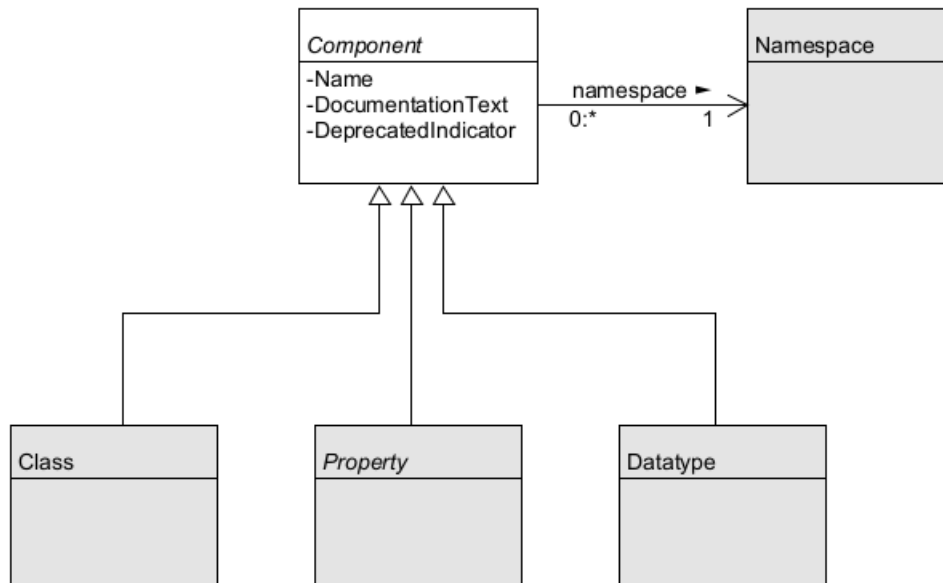 Component
-Name
-DocumentationText
-DeprecatedIndicator
namespace ►
0:*
1
Namespace
Class
Property
Datatype